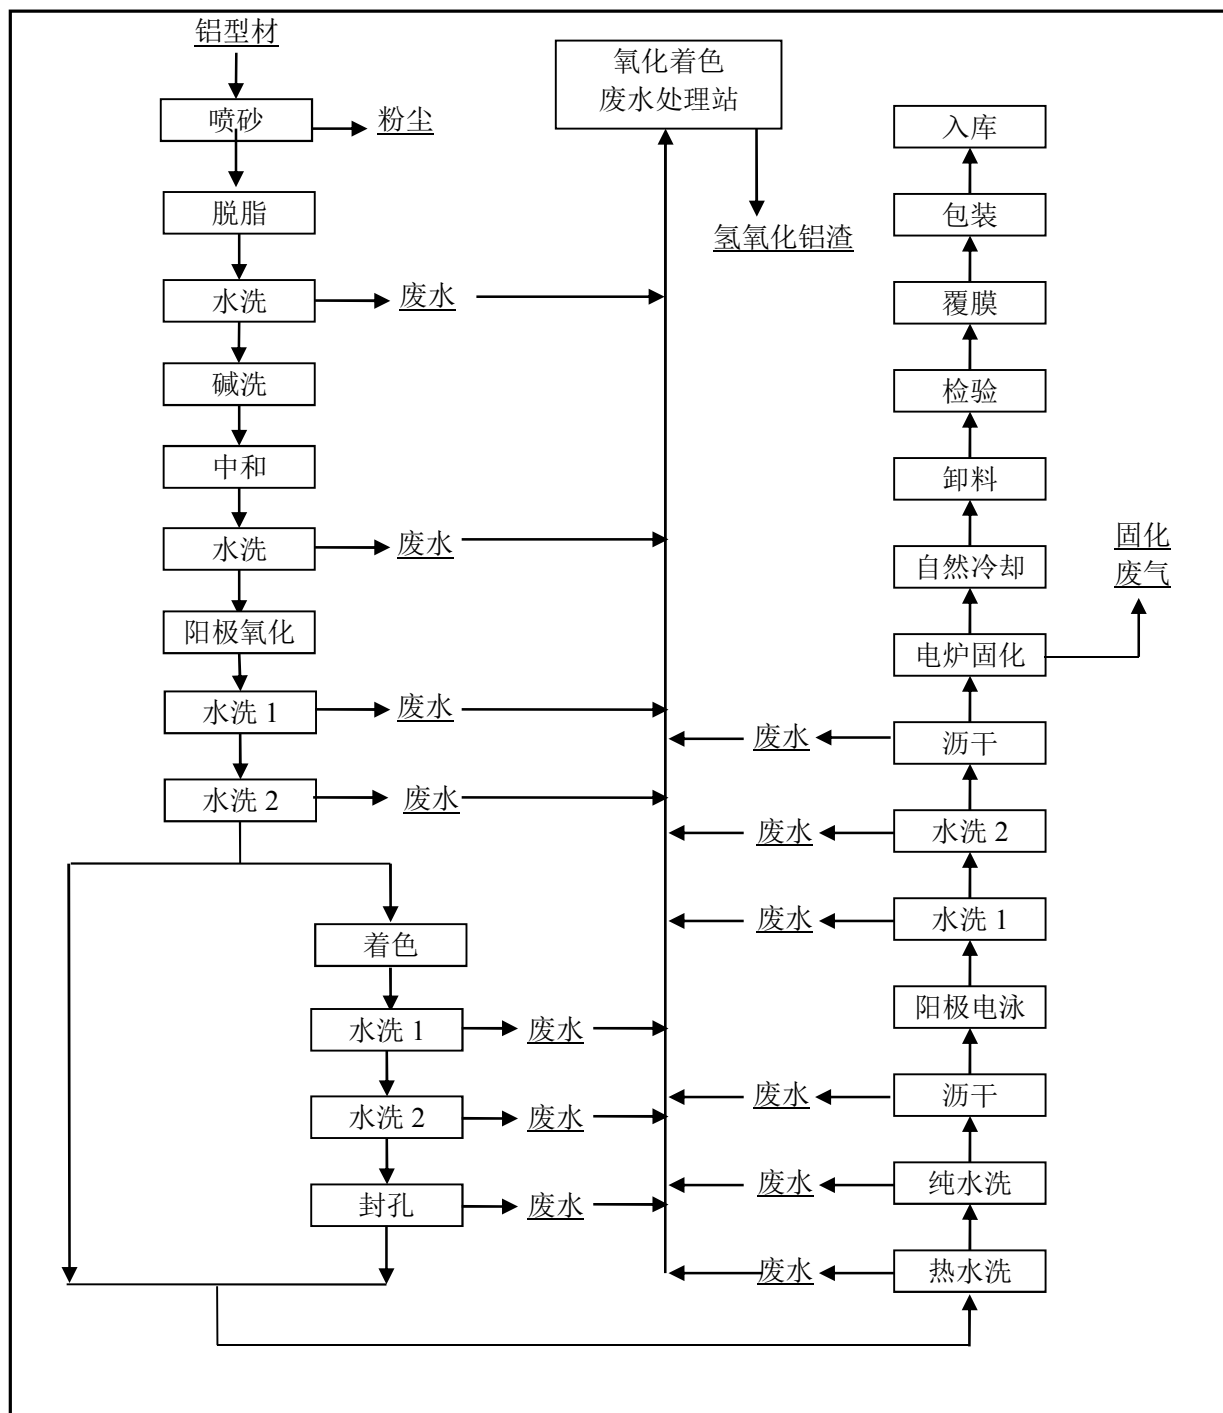 铝型材
喷砂
粉尘
脱脂
水洗
废水
碱洗
中和
水洗
废水
阳极氧化
水洗 1
废水
水洗 2
废水
着色
水洗 1
废水
水洗 2
废水
封孔
废水
氧化着色
废水处理站
氢氧化铝渣
入库
包装
覆膜
检验
卸料
自然冷却
固化
废气
电炉固化
废水
沥干
废水
水洗 2
废水
水洗 1
阳极电泳
废水
沥干
废水
纯水洗
废水
热水洗